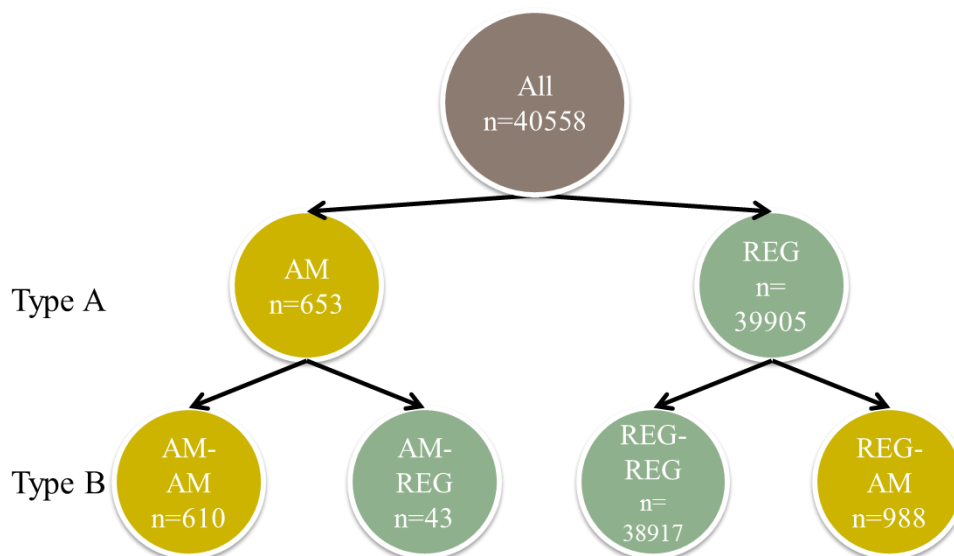 All
n=40558
Type A
AM
n=653
REG
n=
39905
Type B
AM-
AM
n=610
AM-
REG
n=43
REG-
REG
n=
38917
REG-
AM
n=988